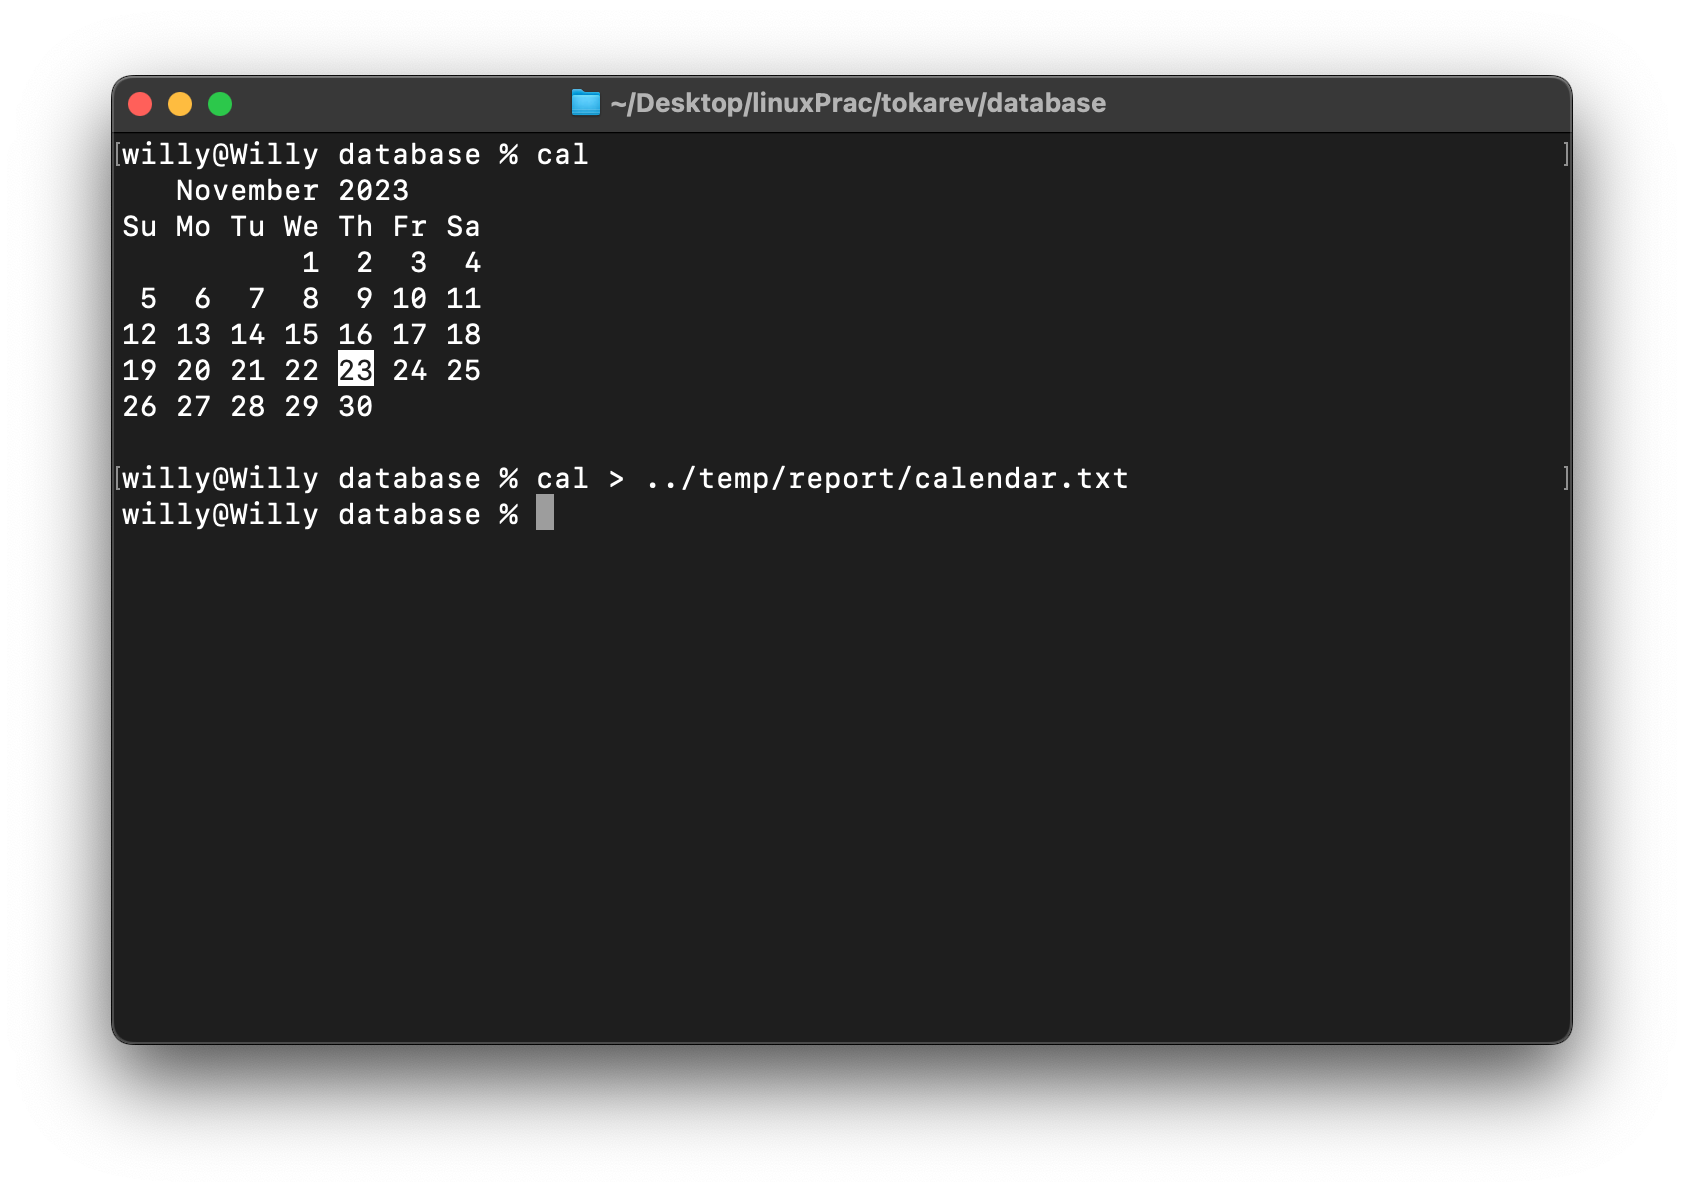 ~/Desktop/linuxPrac/tokarev/database
[willy@Willy database % cal ]
   November 2023
Su Mo Tu We Th Fr Sa
          1  2  3  4
 5  6  7  8  9 10 11
12 13 14 15 16 17 18
19 20 21 22 23 24 25
26 27 28 29 30
[willy@Willy database % cal > ../temp/report/calendar.txt ]
willy@Willy database %